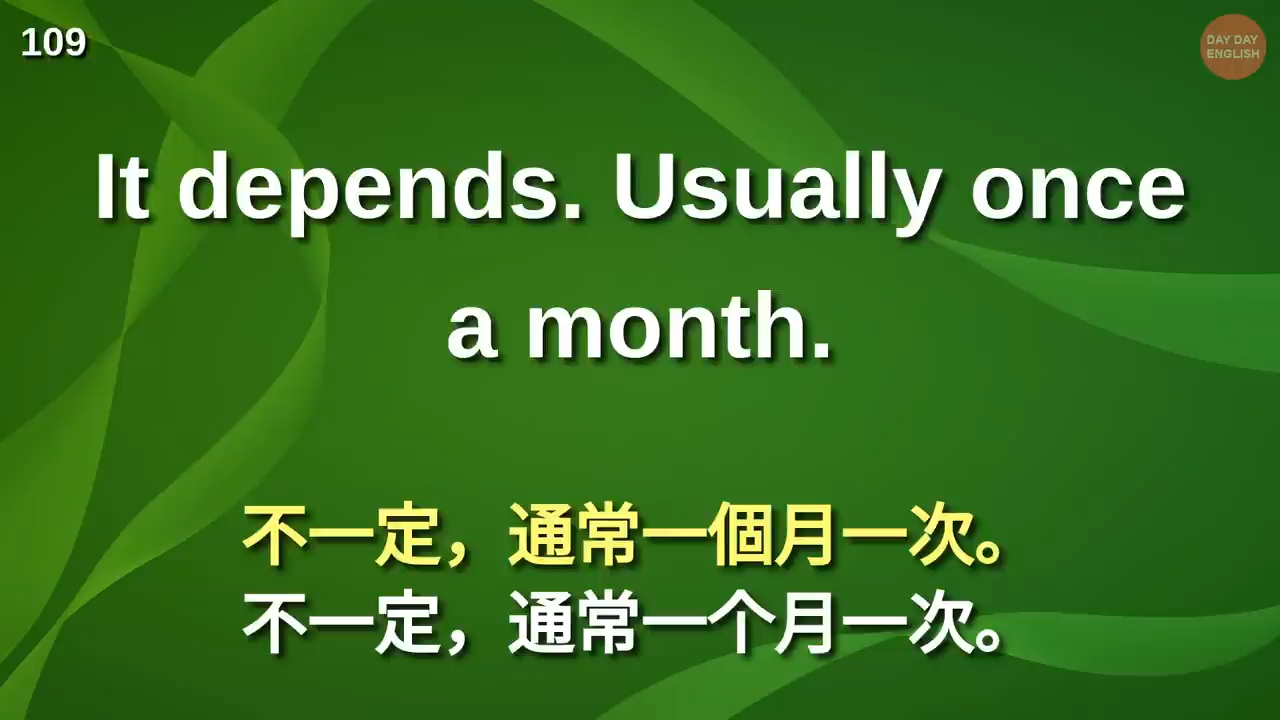 109
DAY DAY
ENGLISH
It depends. Usually once
a month.
不一定，通常一個月一次。
不一定，通常一个月一次。